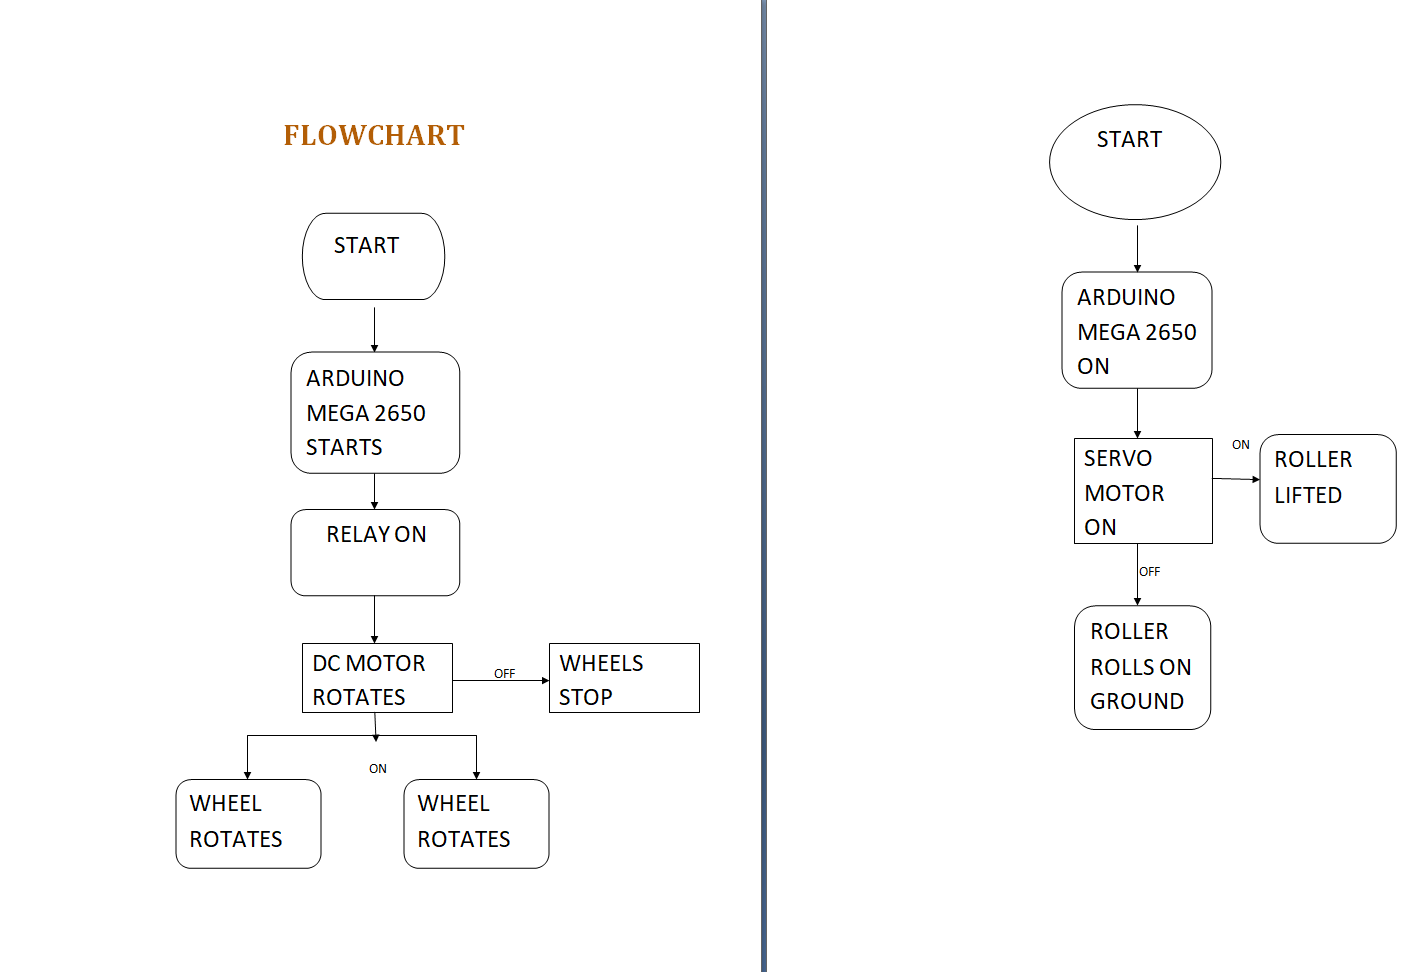 FLOWCHART
START
ARDUINO
MEGA 2650
STARTS
RELAY ON
DC MOTOR
ROTATES
OFF
WHEELS
STOP
ON
WHEEL
ROTATES
WHEEL
ROTATES
START
ARDUINO
MEGA 2650
ON
SERVO
MOTOR
ON
ON
ROLLER
LIFTED
OFF
ROLLER
ROLLS ON
GROUND